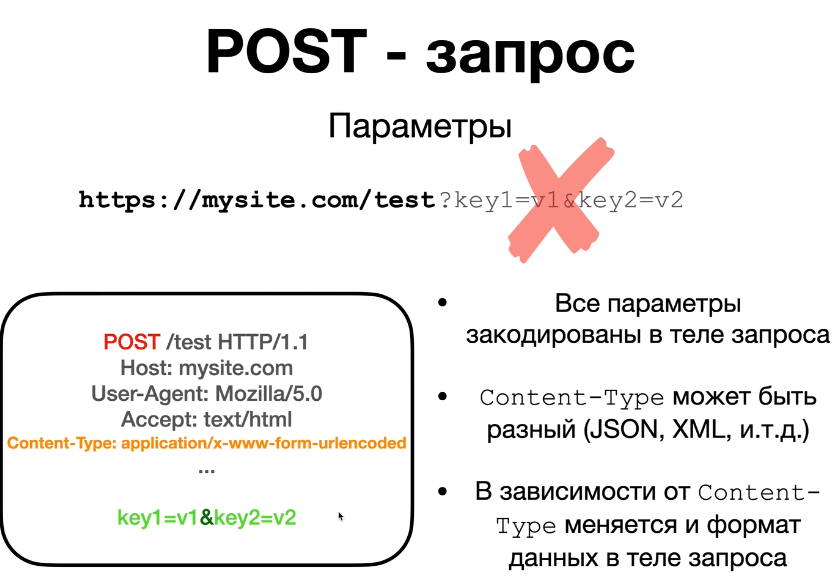 POST - запрос
Параметры
https://mysite.com/test?key1=v1&key2=v2
POST /test HTTP/1.1
Host: mysite.com
User-Agent: Mozilla/5.0
Accept: text/html
Content-Type: application/x-www-form-urlencoded
...
key1=v1&key2=v2
• Все параметры
закодированы в теле запроса
• Content-Type может быть
разный (JSON, XML, и.т.д.)
• В зависимости от Content-
Type меняется и формат
данных в теле запроса